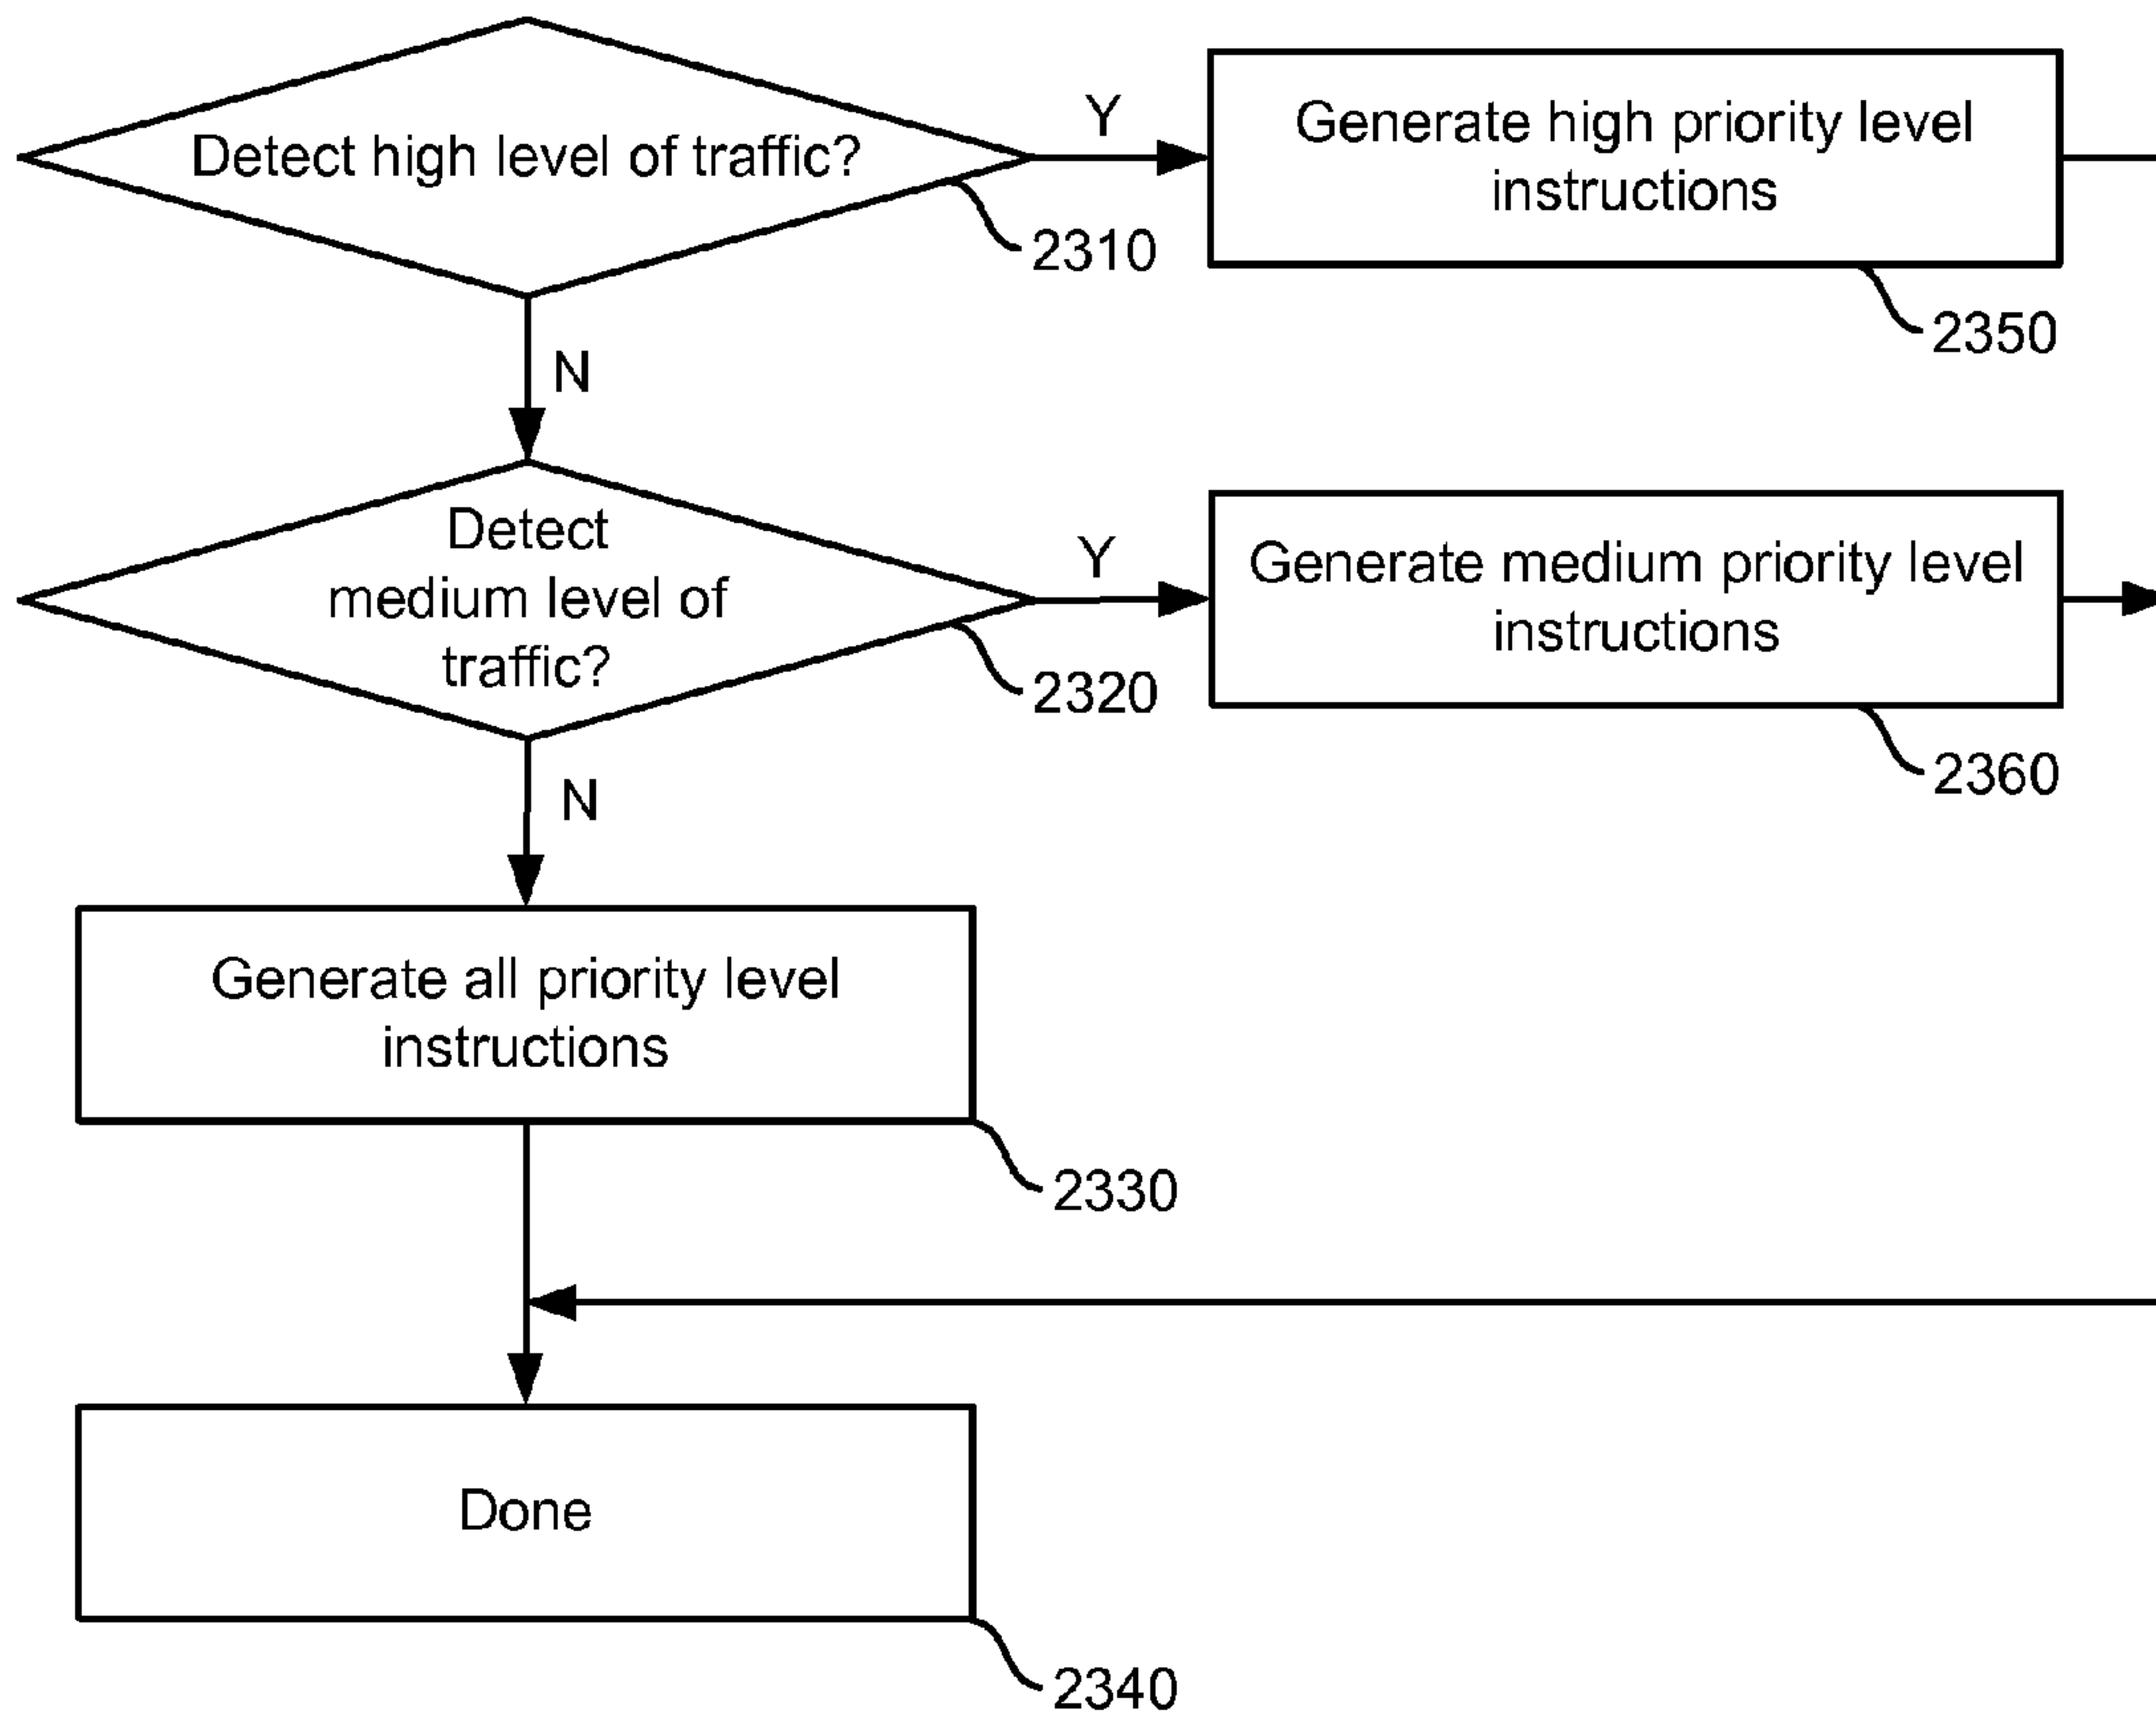 Detect high level of traffic?
Y
Generate high priority level
instructions
2310
2350
N
Detect
medium level of
traffic?
Y
Generate medium priority level
instructions
2320
2360
N
Generate all priority level
instructions
2330
Done
2340